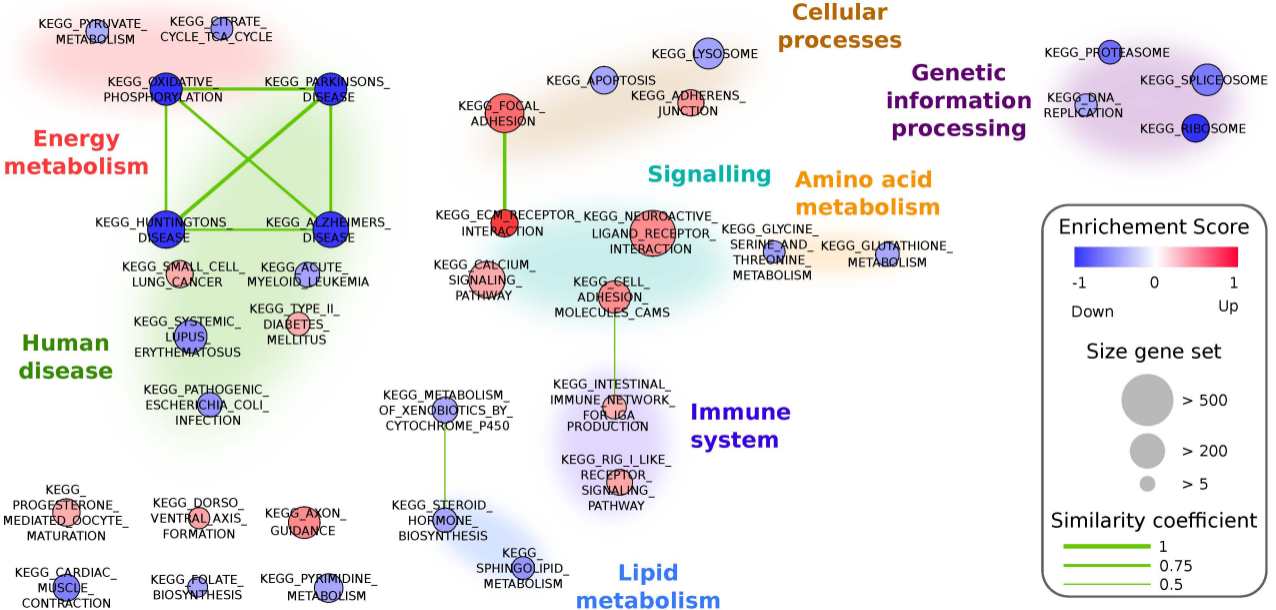 KEGG_PYRUVATE_
METABOLISM
KEGG_CITRATE_
CYCLE_TCA_CYCLE
KEGG_OXIDATIVE_
PHOSPHORYLATION
KEGG_PARKINSONS_
DISEASE
Energy
metabolism
KEGG_HUNTINGTONS_
DISEASE
KEGG_ALZHEIMERS_
DISEASE
KEGG_SMALL_CELL_
LUNG_CANCER
KEGG_ACUTE_
MYELOID_LEUKEMIA
KEGG_SYSTEMIC_
LUPUS_
ERYTHEMATOSUS
KEGG_TYPE_II_
DIABETES_
MELLITUS
Human
disease
KEGG_PATHOGENIC_
ESCHERICHIA_COLI_
INFECTION
KEGG_
PROGESTERONE_
MEDIATED_OOCYTE_
MATURATION
KEGG_DORSO_
VENTRAL_AXIS_
FORMATION
KEGG_AXON_
GUIDANCE
KEGG_CARDIAC_
MUSCLE_
CONTRACTION
KEGG_FOLATE_
BIOSYNTHESIS
KEGG_PYRIMIDINE_
METABOLISM
Cellular
processes
KEGG_LYSOSOME
KEGG_APOPTOSIS
KEGG_ADHERENS_
JUNCTION
KEGG_FOCAL_
ADHESION
Signalling
KEGG_ECM_RECEPTOR_
INTERACTION
KEGG_NEUROACTIVE_
LIGAND_RECEPTOR_
INTERACTION
KEGG_CALCIUM_
SIGNALING_
PATHWAY
KEGG_CELL_
ADHESION_
MOLECULES_CAMS
Amino acid
metabolism
KEGG_GLYCINE_
SERINE_AND_
THREONINE_
METABOLISM
KEGG_GLUTATHIONE_
METABOLISM
KEGG_METABOLISM_
OF_XENOBIOTICS_BY_
CYTOCHROME_P450
KEGG_INTESTINAL_
IMMUNE_NETWORK_
FOR_IGA_
PRODUCTION
Immune
system
KEGG_RIG_I_LIKE_
RECEPTOR_
SIGNALING_
PATHWAY
KEGG_STEROID_
HORMONE_
BIOSYNTHESIS
KEGG_
SPHINGOLIPID_
METABOLISM
Lipid
metabolism
Genetic
information
processing
KEGG_PROTEASOME
KEGG_SPLICEOSOME
KEGG_DNA_
REPLICATION
KEGG_RIBOSOME
Enrichement Score
-1 0 1
Down Up
Size gene set
> 500
> 200
> 5
Similarity coefficient
1
0.75
0.5